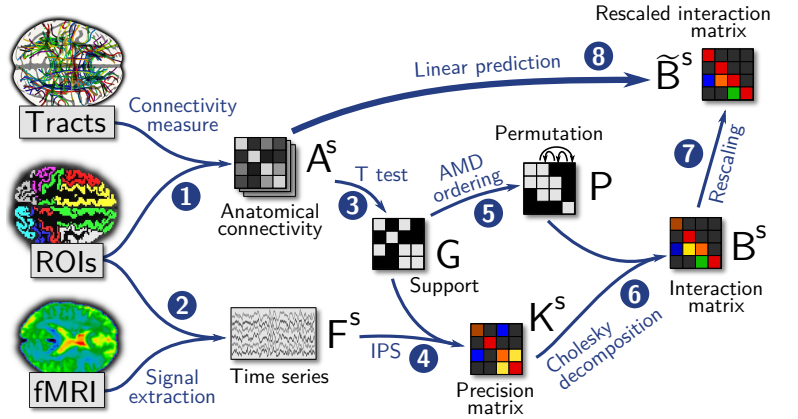 Rescaled interaction
matrix
B̃ˢ
8
Linear prediction
Tracts
Connectivity
measure
1
Aˢ
Anatomical
connectivity
T test
3
AMD
ordering
5
Permutation
P
7
Rescaling
ROIs
G
Support
Bˢ
Interaction
matrix
2
Fˢ
Time series
IPS
4
Kˢ
Precision
matrix
6
Cholesky
decomposition
fMRI
Signal
extraction